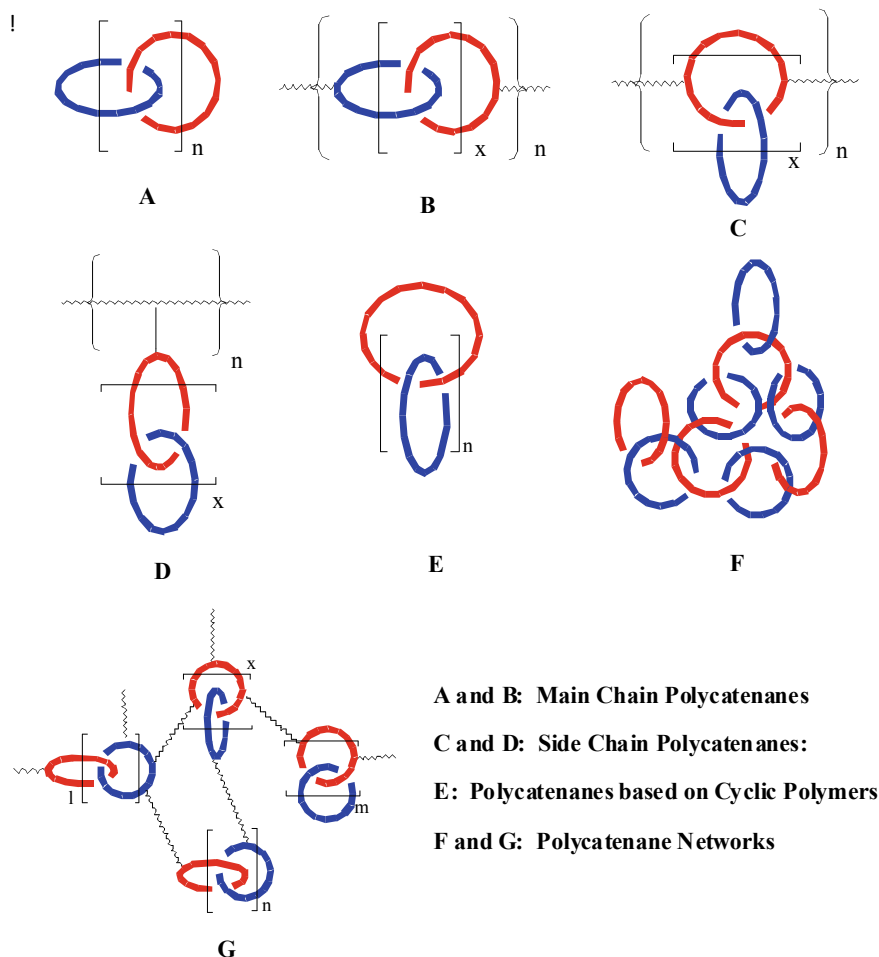 !
n
A
x
n
B
x
n
C
n
x
D
n
E
F
x
l
m
n
G
A and B: Main Chain Polycatenanes
C and D: Side Chain Polycatenanes:
E: Polycatenanes based on Cyclic Polymers
F and G: Polycatenane Networks